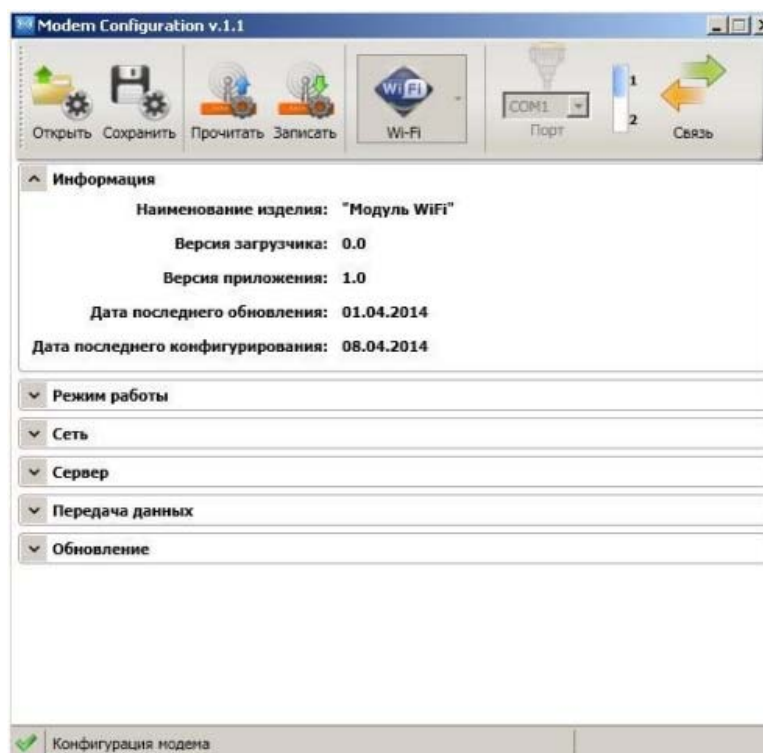 Modem Configuration v.1.1
Открыть Сохранить Прочитать Записать Wi-Fi COM1 Порт 1 2 Связь
WiFi
Информация
Наименование изделия: "Модуль WiFi"
Версия загрузчика: 0.0
Версия приложения: 1.0
Дата последнего обновления: 01.04.2014
Дата последнего конфигурирования: 08.04.2014
Режим работы
Сеть
Сервер
Передача данных
Обновление
Конфигурация модема